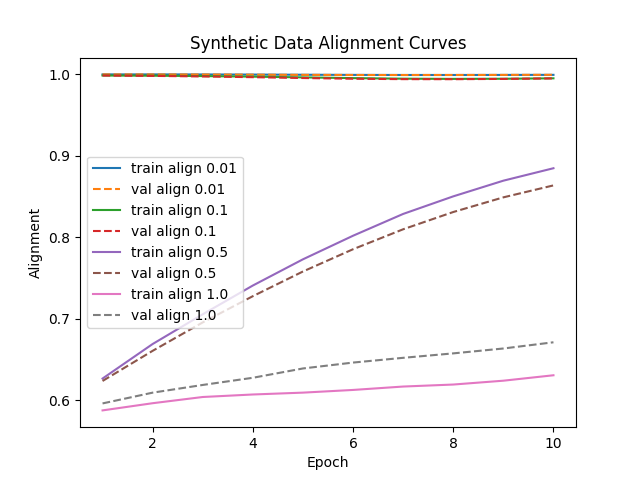 Synthetic Data Alignment Curves
1.0
0.9
0.8
0.7
0.6
Alignment
train align 0.01
val align 0.01
train align 0.1
val align 0.1
train align 0.5
val align 0.5
train align 1.0
val align 1.0
2 4 6 8 10
Epoch